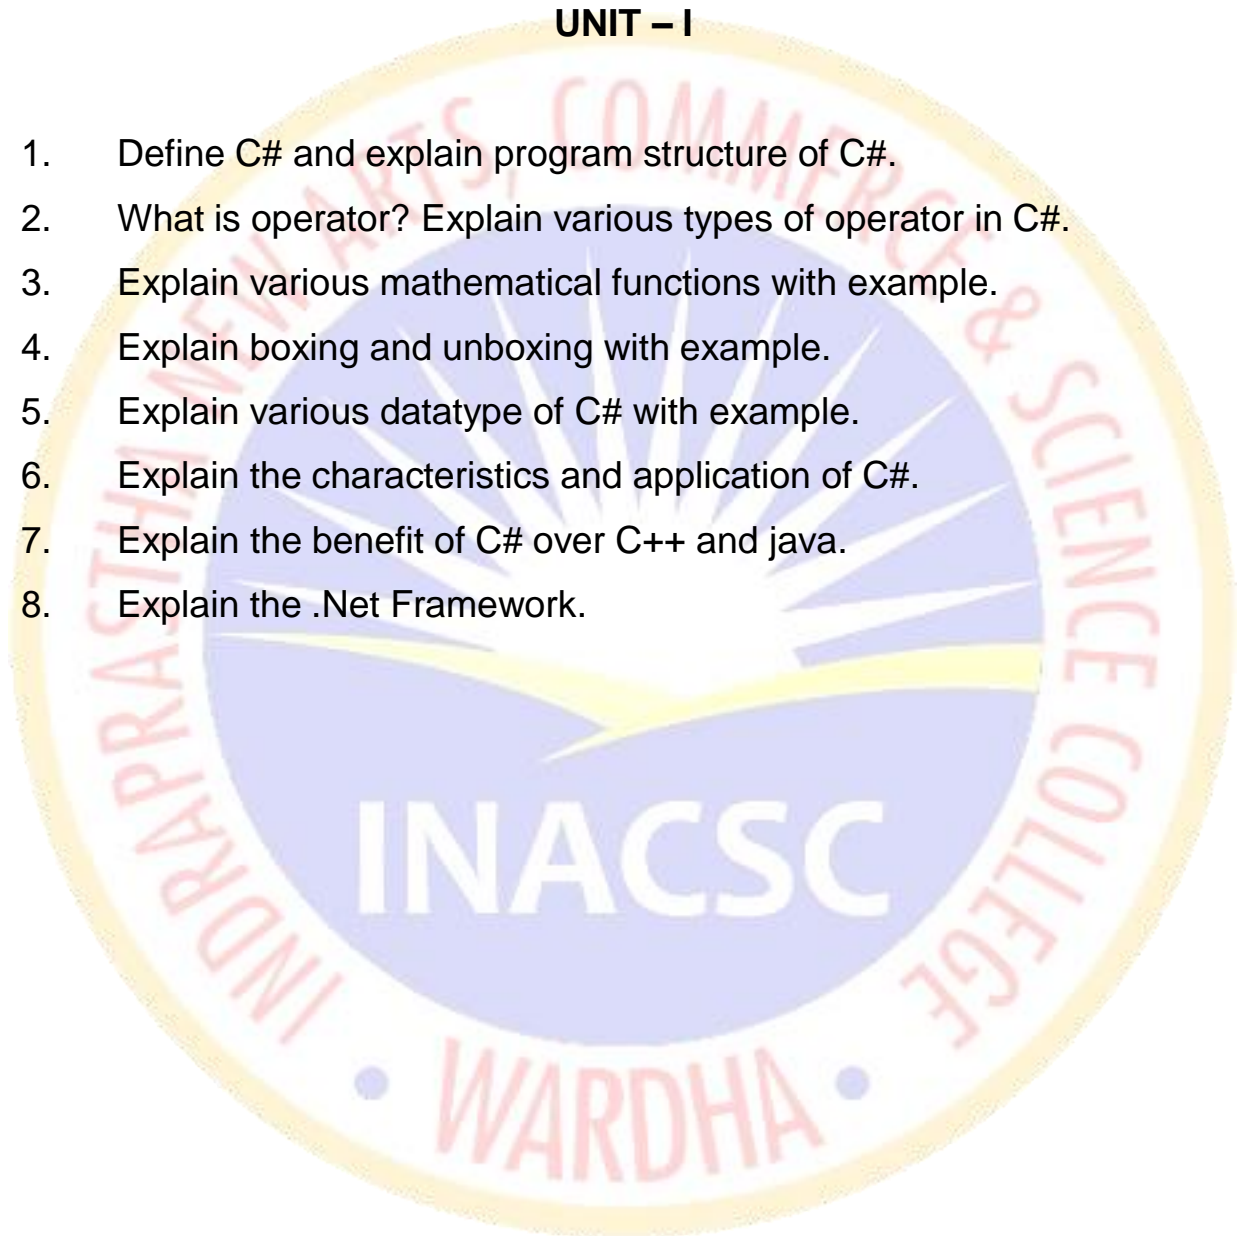 UNIT – I
1. Define C# and explain program structure of C#.
2. What is operator? Explain various types of operator in C#.
3. Explain various mathematical functions with example.
4. Explain boxing and unboxing with example.
5. Explain various datatype of C# with example.
6. Explain the characteristics and application of C#.
7. Explain the benefit of C# over C++ and java.
8. Explain the .Net Framework.
INDRAPRASTHA NEW ARTS, COMMERCE & SCIENCE COLLEGE
INACSC
• WARDHA •